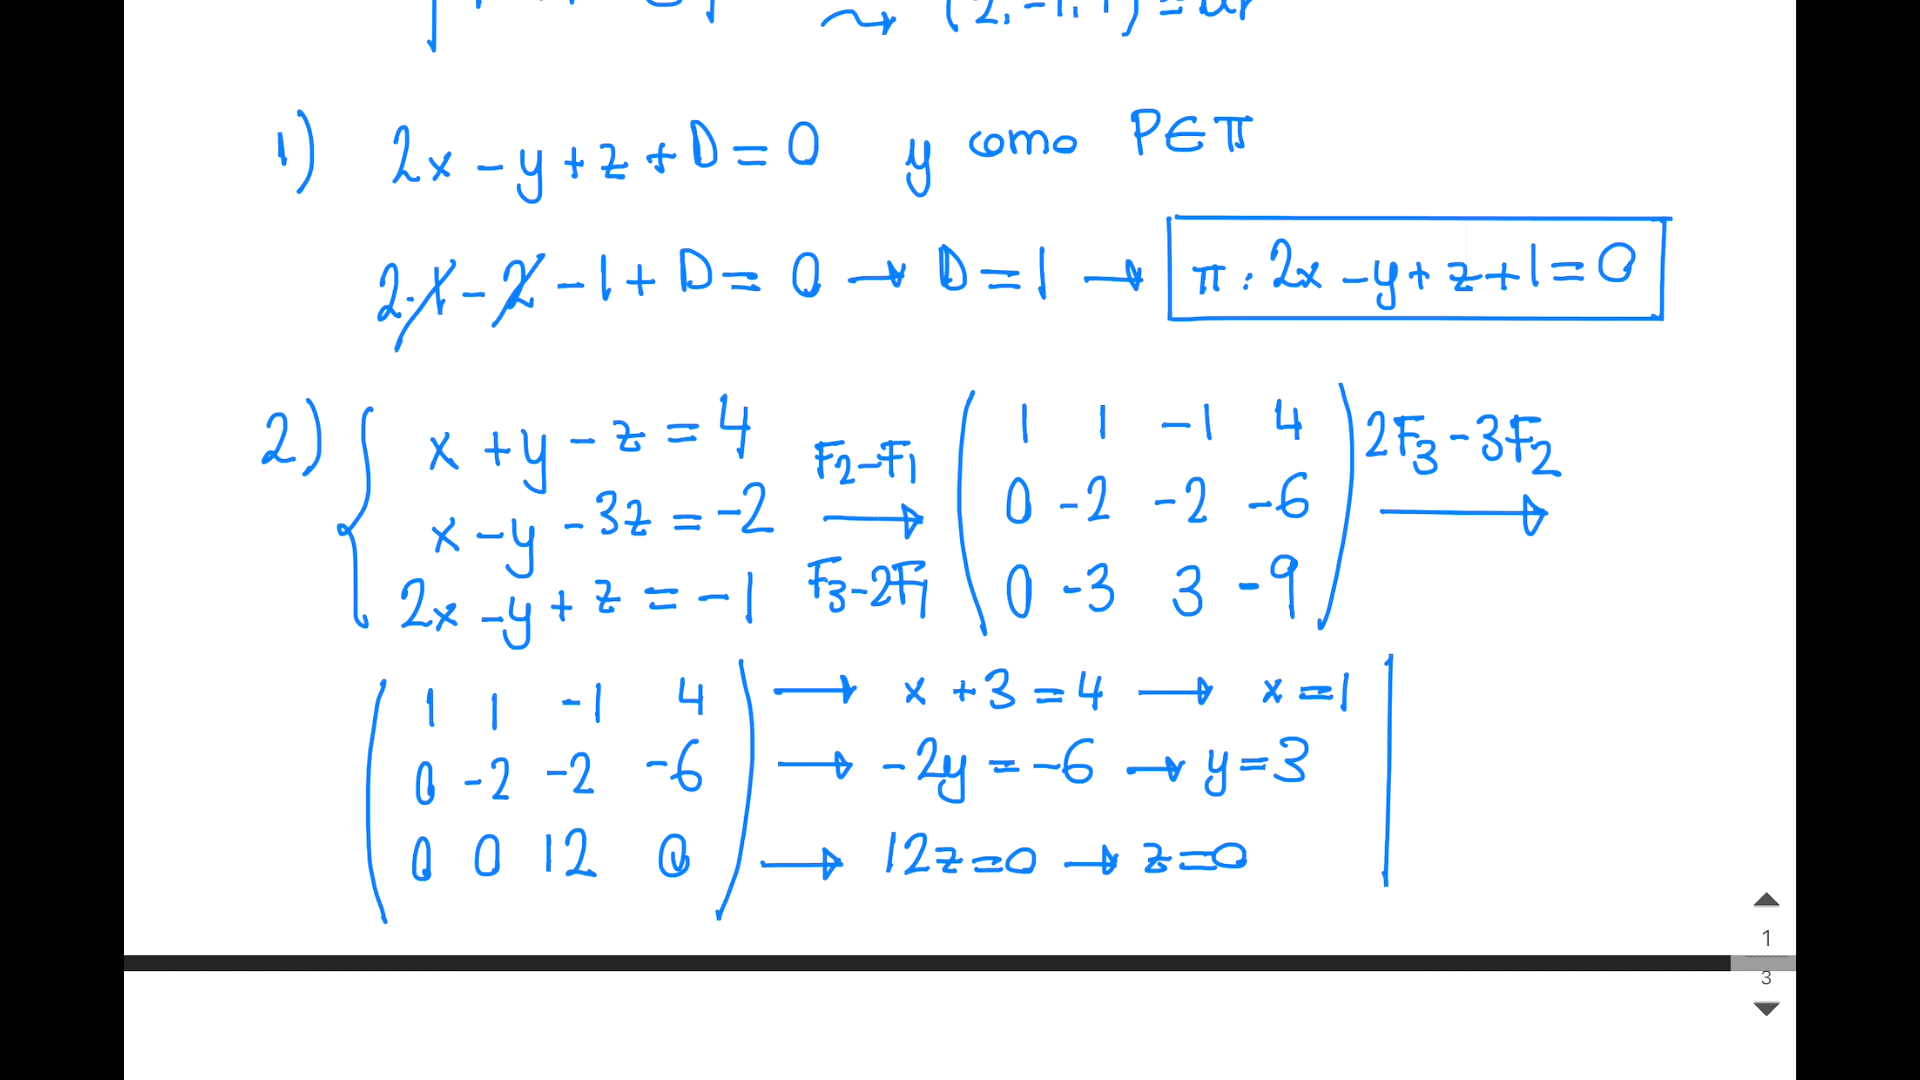 (2, -1, 1) =
1) 2x - y + z + D = 0 y como P∈π
2·1 - 2 - 1 + D = 0 → D = 1 → π: 2x - y + z + 1 = 0
2) { x + y - z = 4
x - y - 3z = -2
2x - y + z = -1
F2 - F1
→
F3 - 2F1
( 1 1 -1 4
0 -2 -2 -6
0 -3 3 -9 )
2F3 - 3F2
→
( 1 1 -1 4 ) → x + 3 = 4 → x = 1
0 -2 -2 -6 → -2y = -6 → y = 3
0 0 12 0 → 12z = 0 → z = 0
1
3